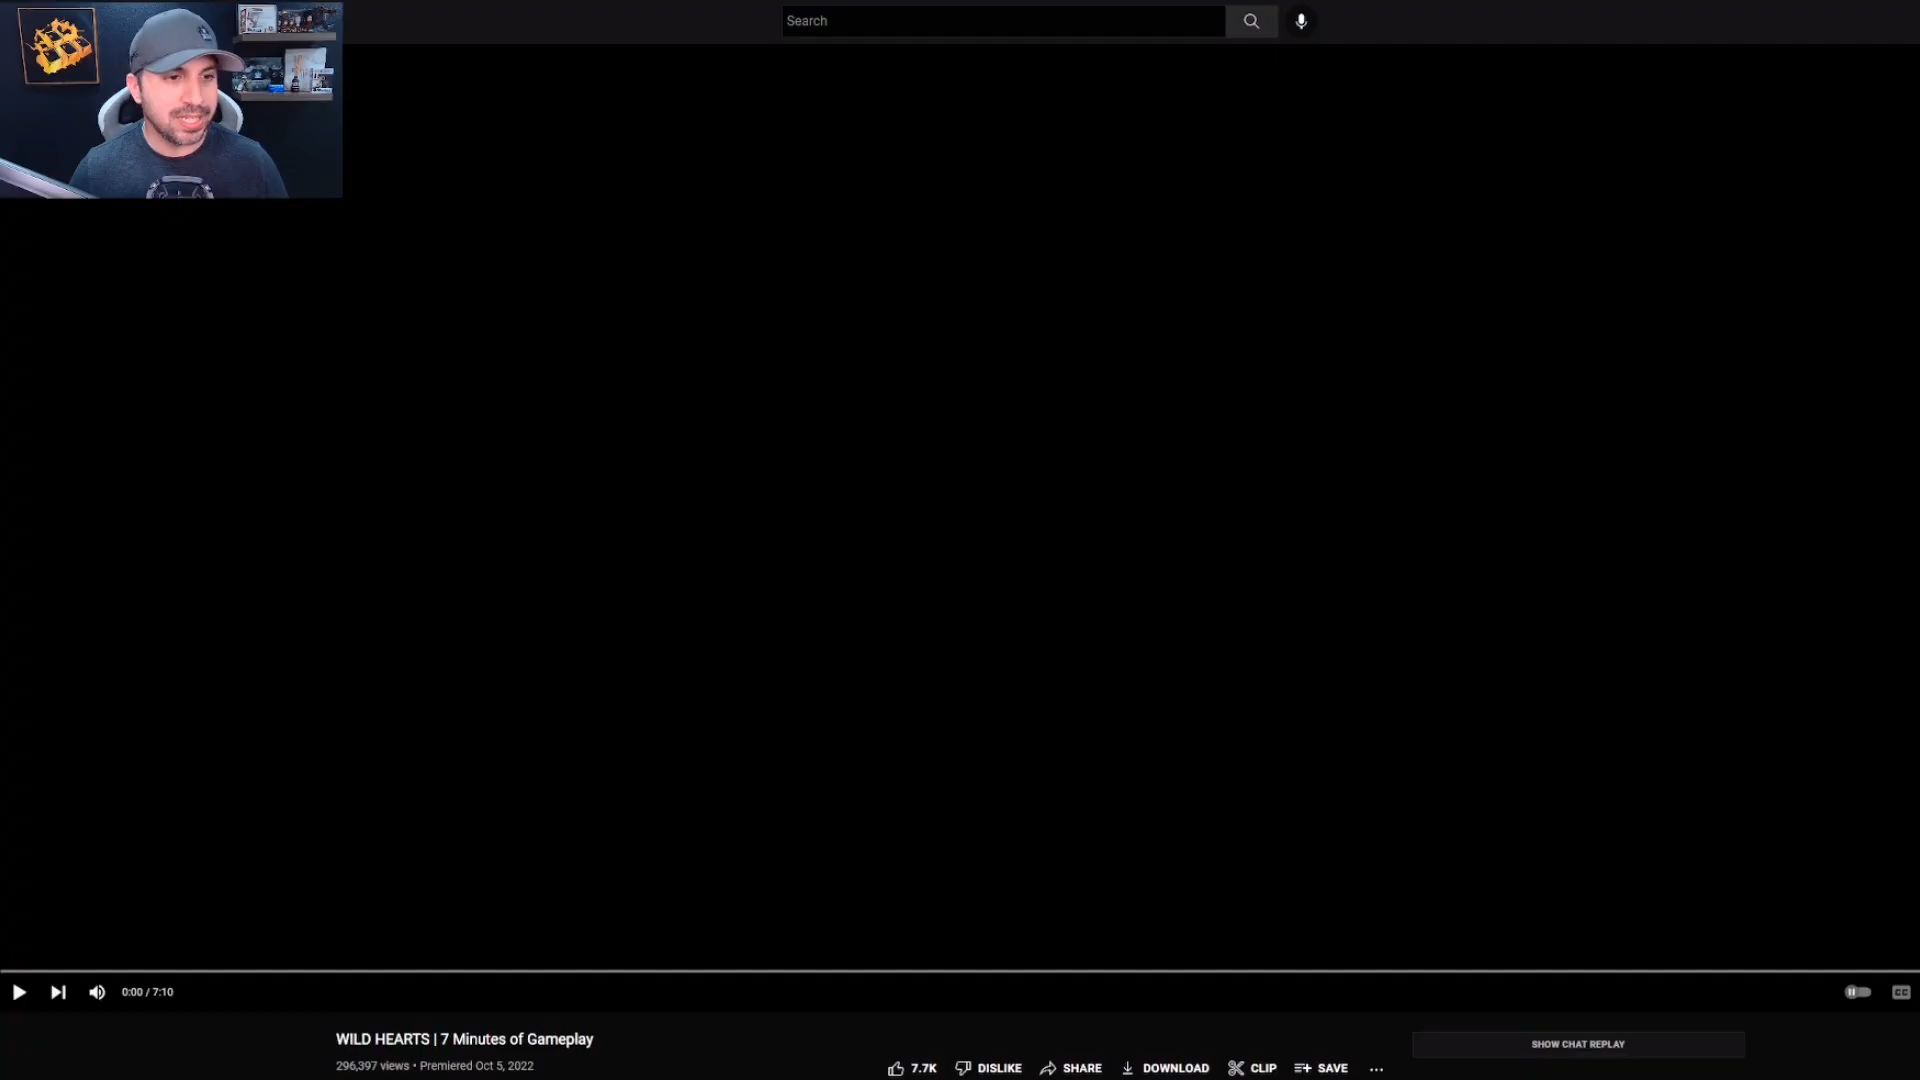 Search
0:00 / 7:10
WILD HEARTS | 7 Minutes of Gameplay
296,397 views • Premiered Oct 5, 2022
7.7K DISLIKE SHARE DOWNLOAD CLIP SAVE ...
SHOW CHAT REPLAY
CC